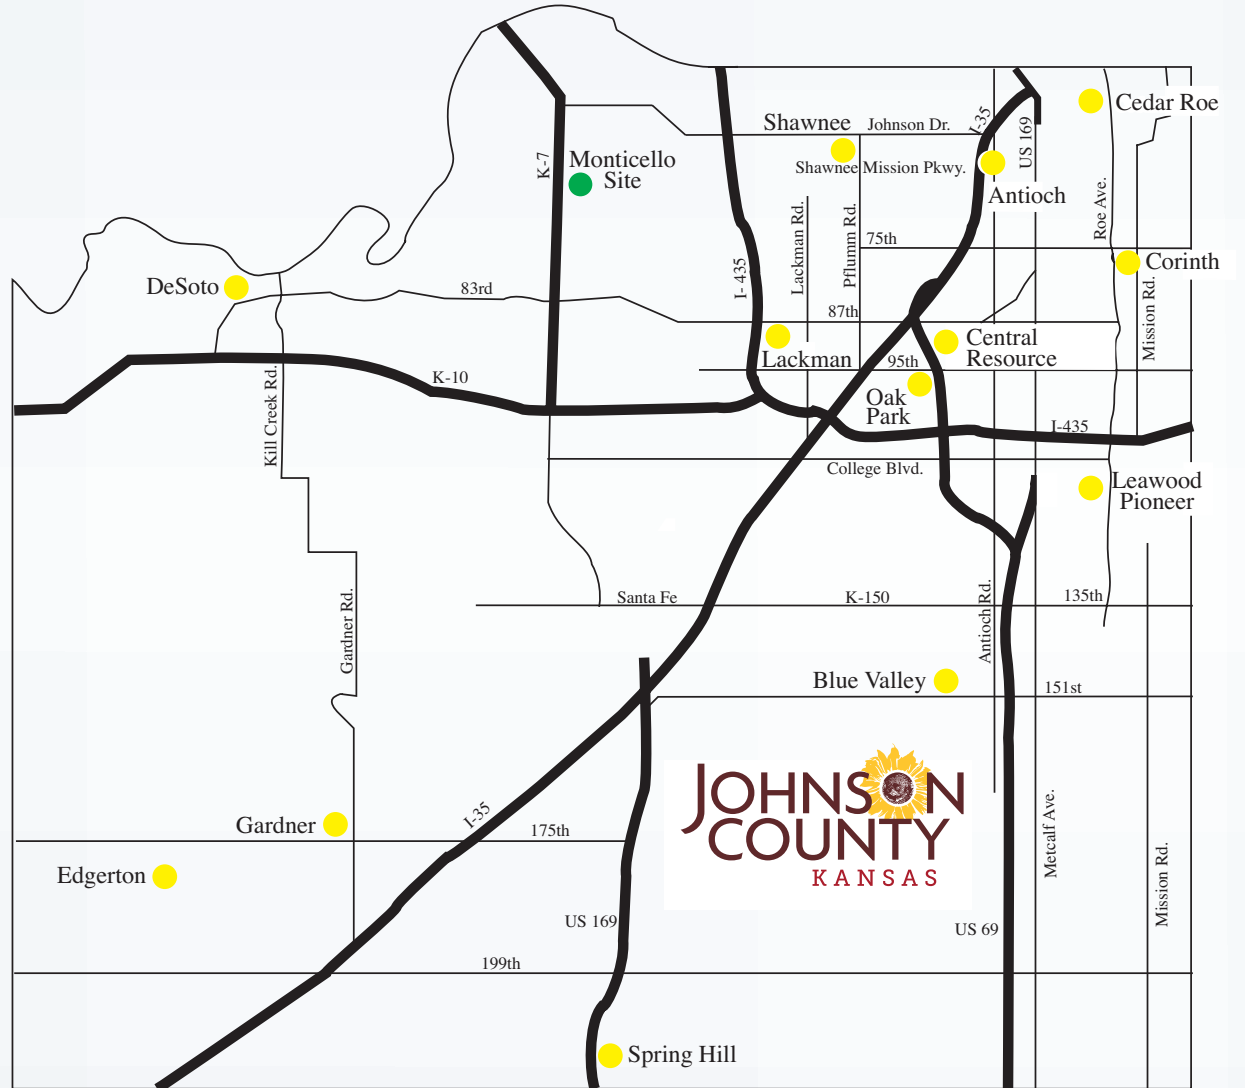 Cedar Roe
Shawnee
Johnson Dr.
I-35
US 169
K-7
Monticello
Site
Shawnee Mission Pkwy.
Antioch
Roe Ave.
Lackman Rd.
Pflumm Rd.
75th
Corinth
I- 435
DeSoto
83rd
87th
Mission Rd.
Central
Resource
Lackman
95th
K-10
Kill Creek Rd.
Oak
Park
I-435
College Blvd.
Leawood
Pioneer
Gardner Rd.
Santa Fe
K-150
Antioch Rd.
135th
Blue Valley
151st
JOHNSON
COUNTY
KANSAS
Gardner
I-35
175th
Metcalf Ave.
Edgerton
Mission Rd.
US 169
US 69
199th
Spring Hill